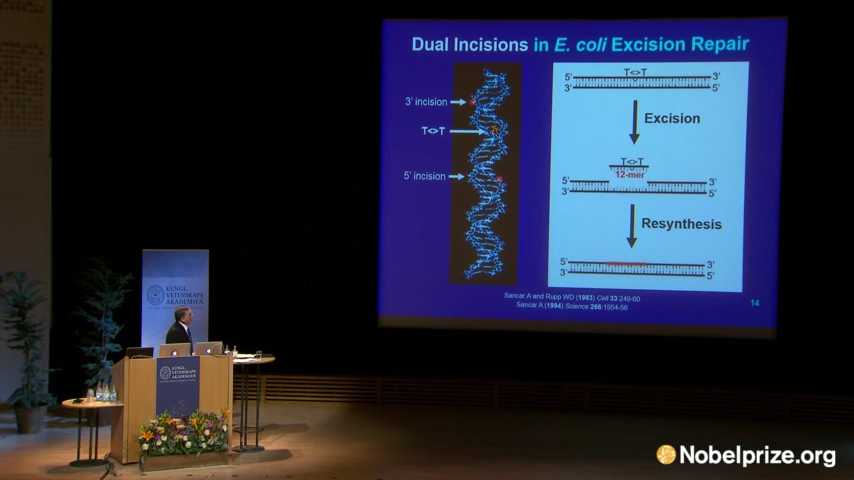 Dual Incisions in E. coli Excision Repair
3' incision
T<>T
5' incision
T<>T
5' 3'
3' 5'
Excision
T<>T
12-mer
5' 3'
3' 5'
Resynthesis
5' 3'
3' 5'
Sancar A and Rupp WD (1983) Cell 33:249-60
Sancar A (1994) Science 266:1954-56
14
KUNGL.
VETENSKAPS
AKADEMIEN
KUNGL.
VETENSKAPS
AKADEMIEN
Nobelprize.org